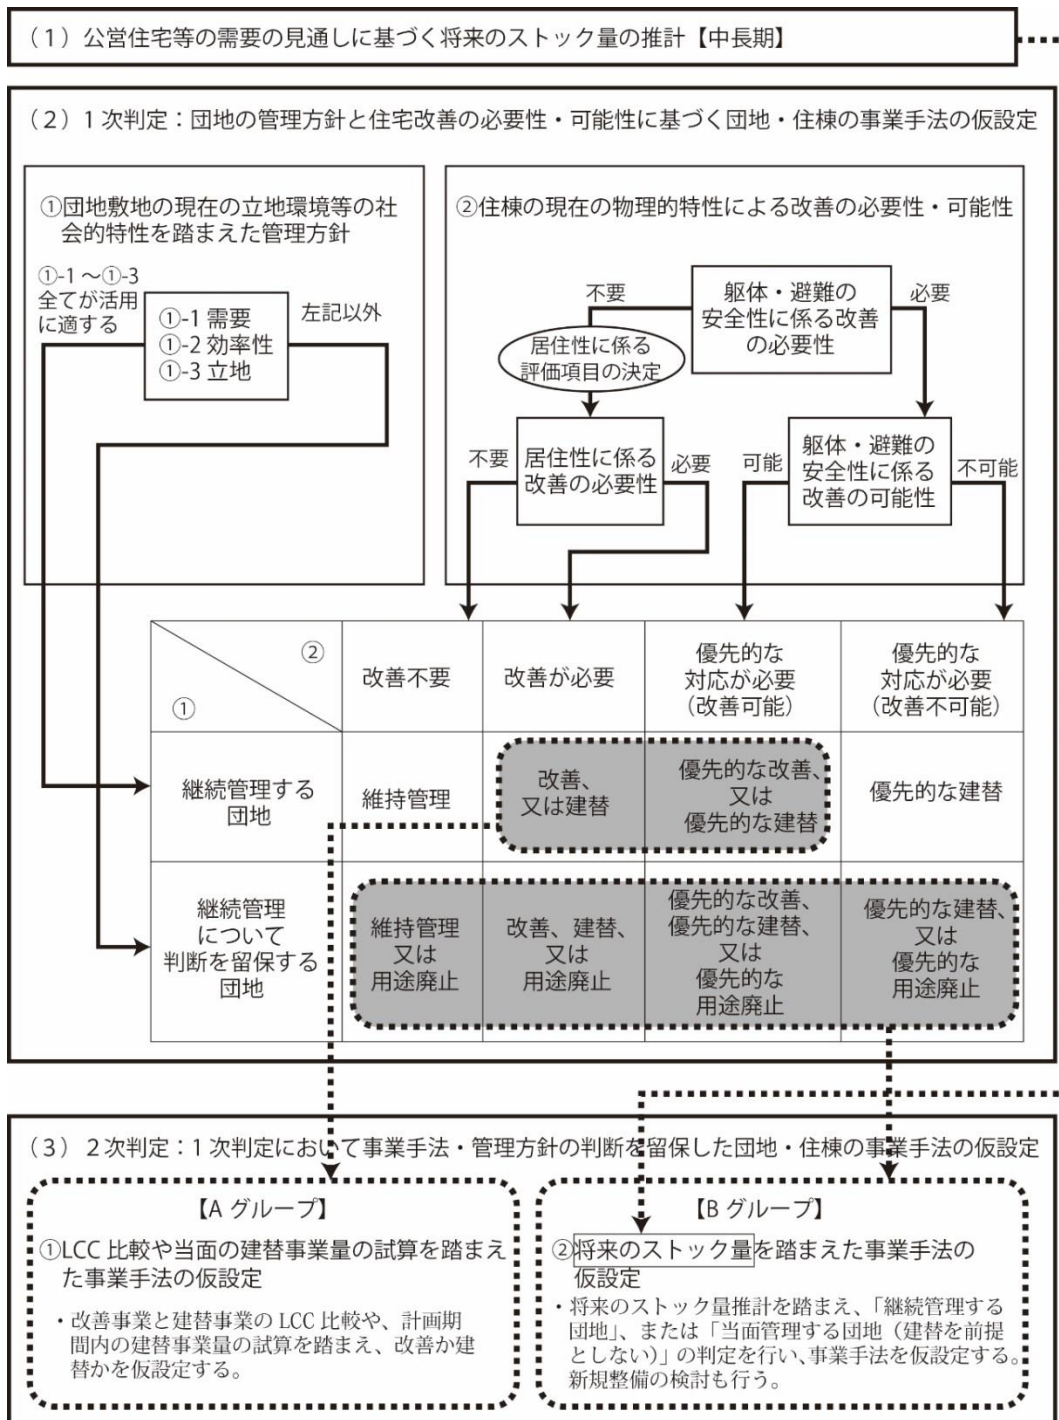 （１）公営住宅等の需要の見通しに基づく将来のストック量の推計【中長期】
（２）１次判定：団地の管理方針と住宅改善の必要性・可能性に基づく団地・住棟の事業手法の仮設定
①団地敷地の現在の立地環境等の社
会的特性を踏まえた管理方針
①-1～①-3
全てが活用
に適する
①-1 需要
①-2 効率性
①-3 立地
左記以外
②住棟の現在の物理的特性による改善の必要性・可能性
不要
躯体・避難の
安全性に係る改善
の必要性
必要
居住性に係る
評価項目の決定
不要
居住性に係る
改善の必要性
必要
可能
躯体・避難の
安全性に係る
改善の可能性
不可能
②
①
改善不要
改善が必要
優先的な
対応が必要
（改善可能）
優先的な
対応が必要
（改善不可能）
継続管理する
団地
維持管理
改善、
又は建替
優先的な改善、
又は
優先的な建替
優先的な建替
継続管理
について
判断を留保する
団地
維持管理
又は
用途廃止
改善、建替、
又は
用途廃止
優先的な改善、
優先的な建替、
又は
優先的な
用途廃止
優先的な建替、
又は
優先的な
用途廃止
（３）２次判定：１次判定において事業手法・管理方針の判断を留保した団地・住棟の事業手法の仮設定
【A グループ】
①LCC 比較や当面の建替事業量の試算を踏まえ
た事業手法の仮設定
・改善事業と建替事業の LCC 比較や、計画期
間内の建替事業量の試算を踏まえ、改善か建
替かを仮設定する。
【B グループ】
②将来のストック量を踏まえた事業手法の
仮設定
・将来のストック量推計を踏まえ、「継続管理する
団地」、または「当面管理する団地（建替を前提
としない）」の判定を行い、事業手法を仮設定する。
新規整備の検討も行う。